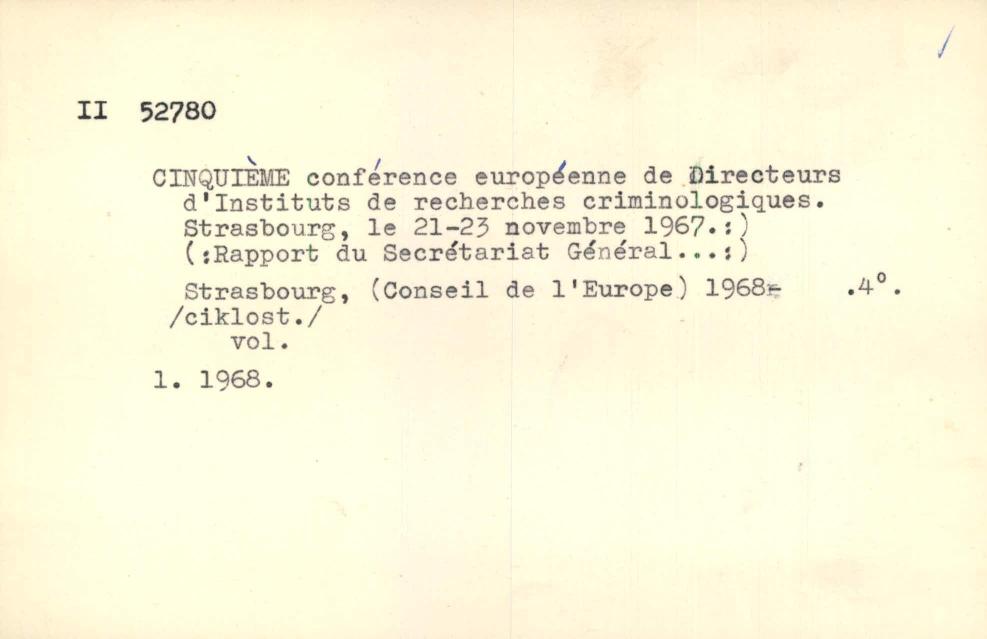 II 52780
CINQUIÈME conférence européenne de Directeurs
d'Instituts de recherches criminologiques.
Strasbourg, le 21-23 novembre 1967.:)
(:Rapport du Secrétariat Général...:)
Strasbourg, (Conseil de l'Europe) 1968- .4°.
/ciklost./
vol.
1. 1968.